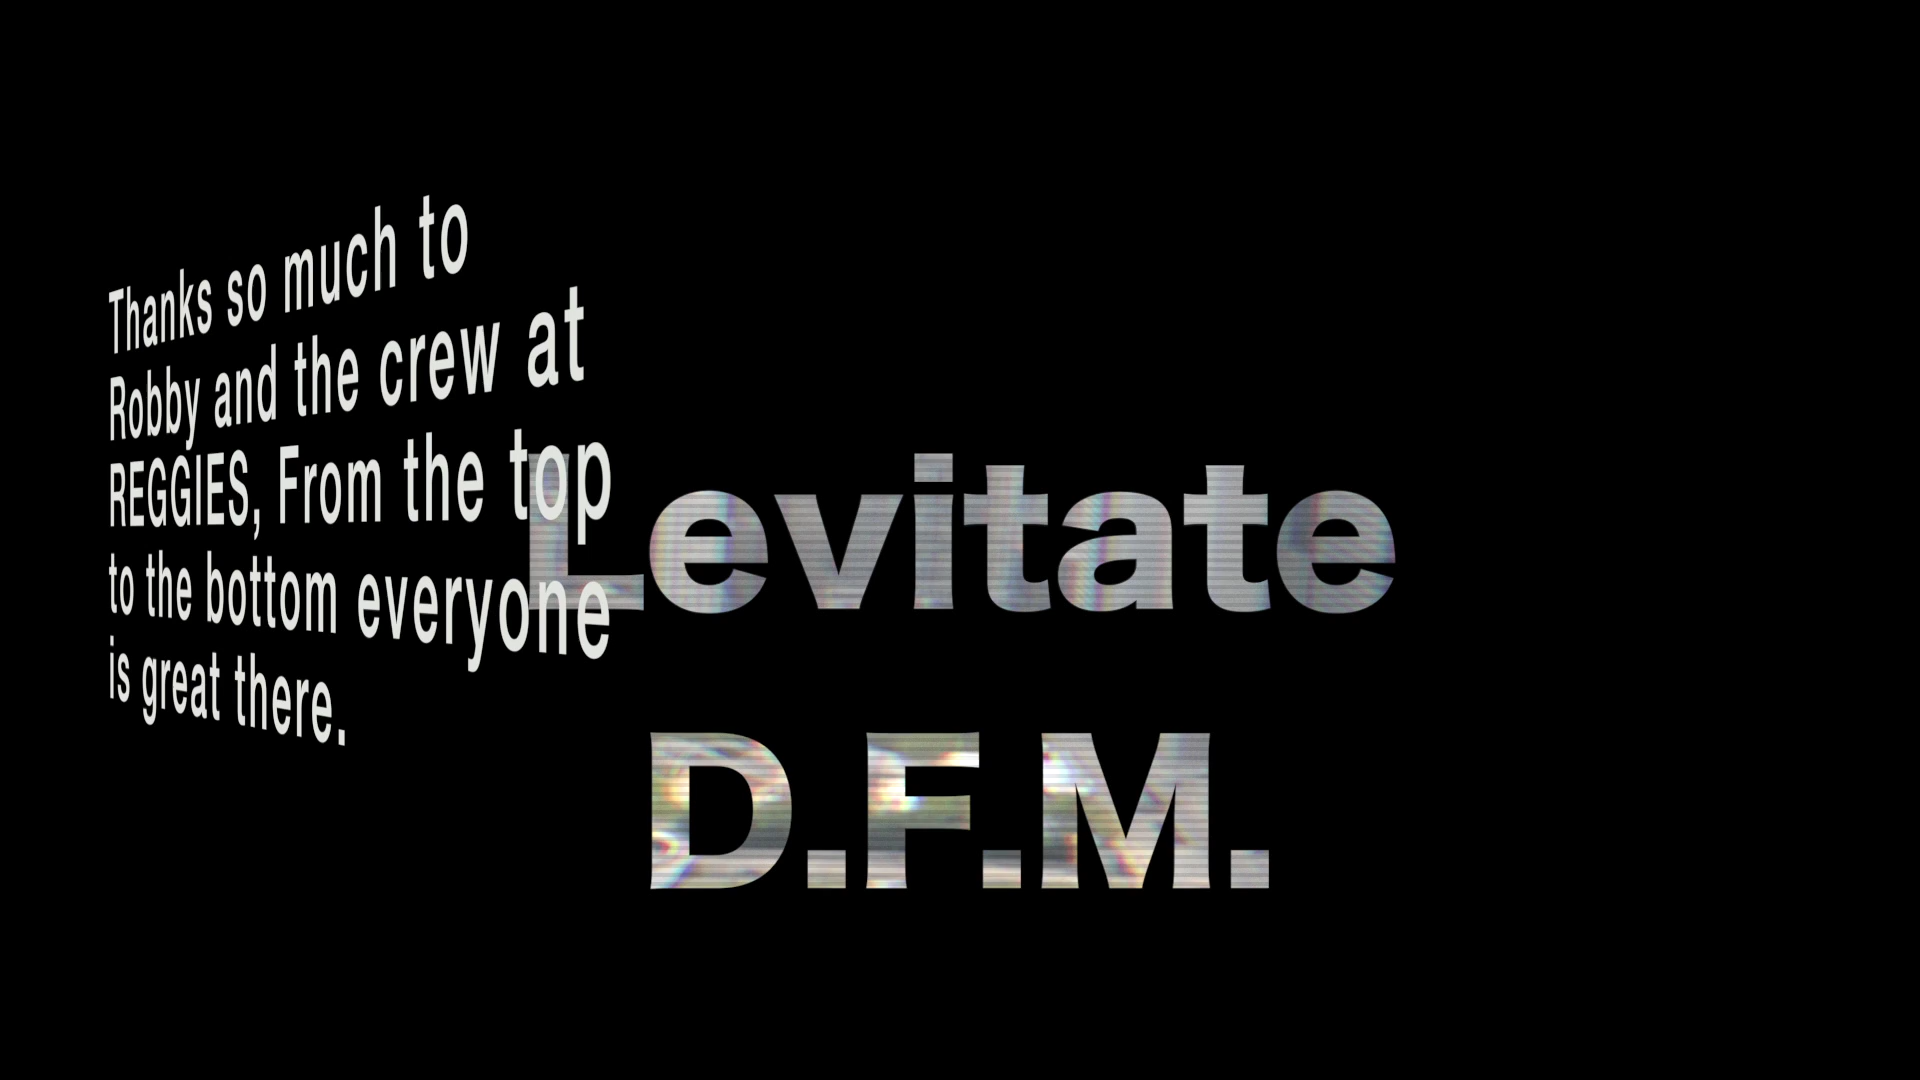 Thanks so much to
Robby and the crew at
REGGIES, From the top
to the bottom everyone
is great there.
Levitate
D.F.M.